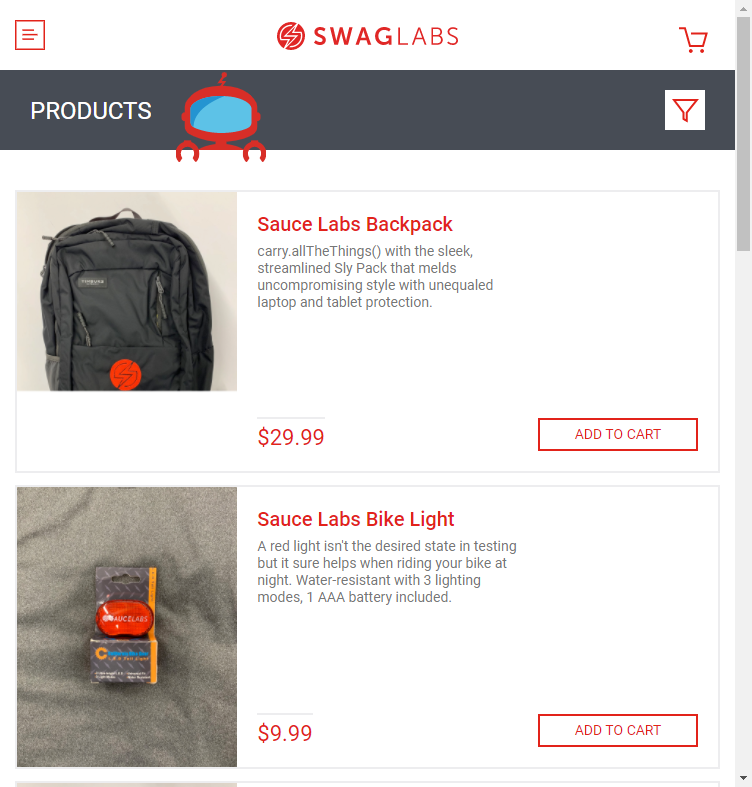 SWAGLABS
PRODUCTS
Sauce Labs Backpack
carry.allTheThings() with the sleek,
streamlined Sly Pack that melds
uncompromising style with unequaled
laptop and tablet protection.
$29.99
ADD TO CART
Sauce Labs Bike Light
A red light isn't the desired state in testing
but it sure helps when riding your bike at
night. Water-resistant with 3 lighting
modes, 1 AAA battery included.
SAUCELABS
$9.99
ADD TO CART